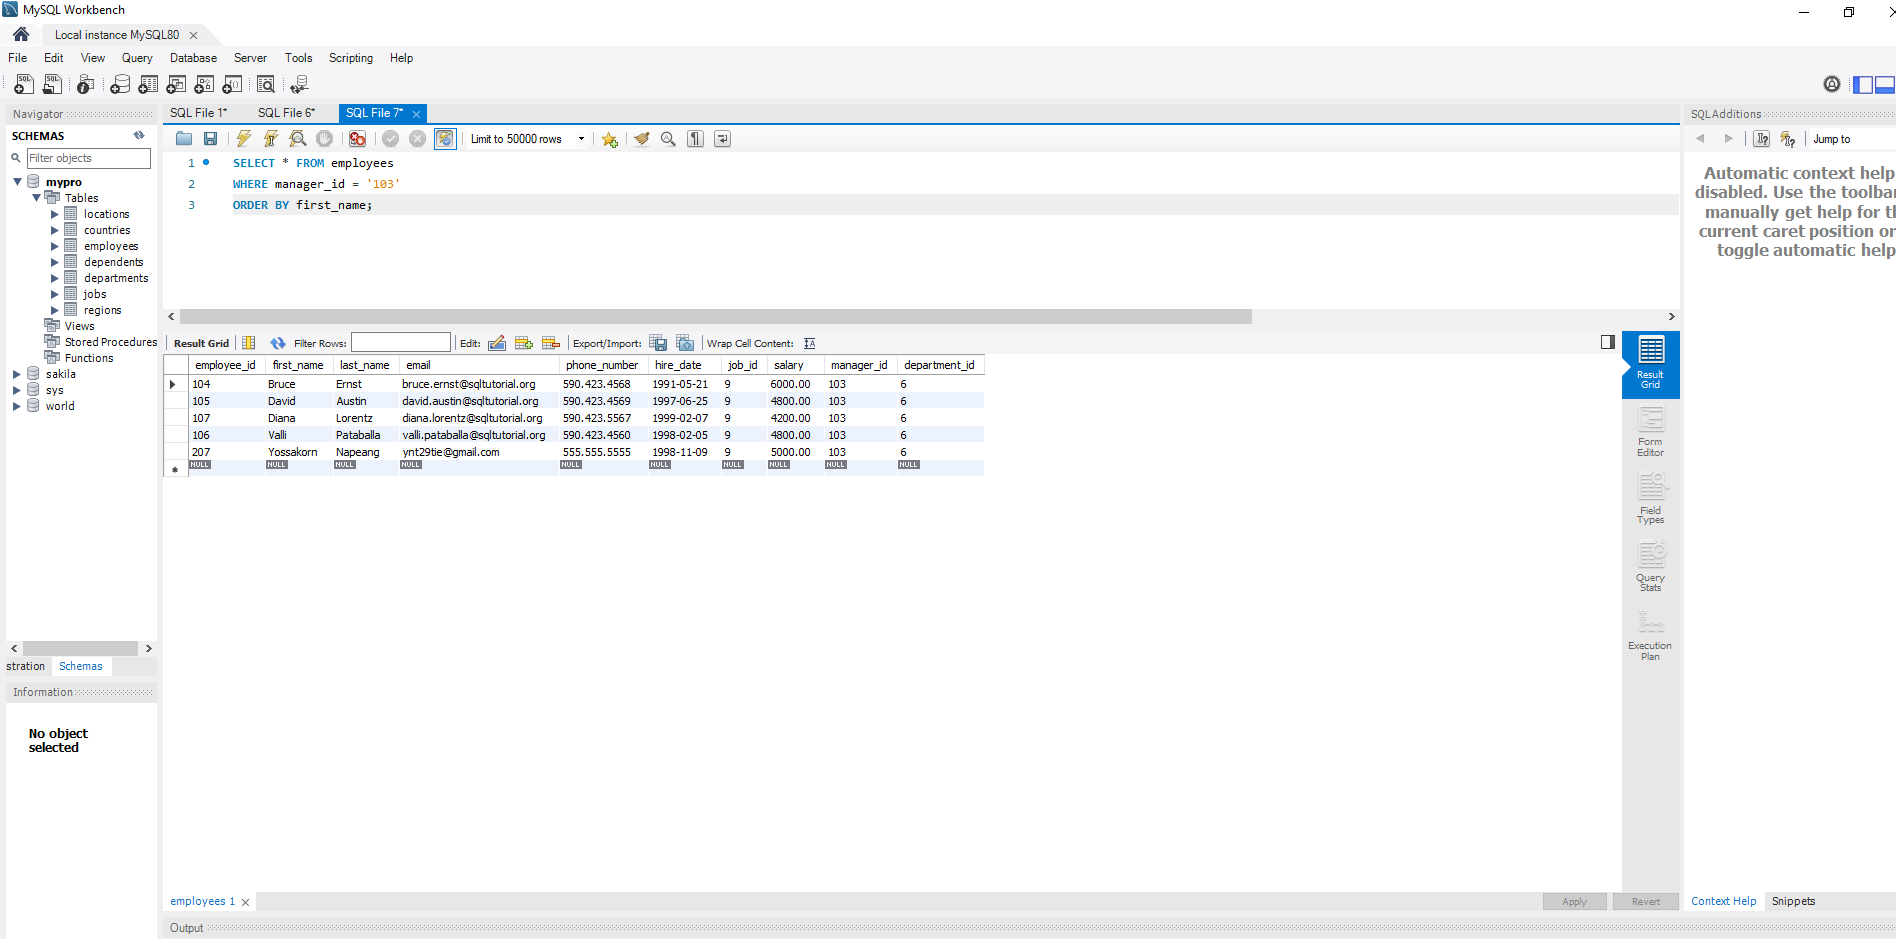 MySQL Workbench
Local instance MySQL80
File Edit View Query Database Server Tools Scripting Help
Navigator
SCHEMAS
Filter objects
mypro
Tables
locations
countries
employees
dependents
departments
jobs
regions
Views
Stored Procedures
Functions
sakila
sys
world
stration Schemas
Information
No object
selected
SQL File 1* SQL File 6* SQL File 7*
Limit to 50000 rows
1 SELECT * FROM employees
2 WHERE manager_id = '103'
3 ORDER BY first_name;
Result Grid Filter Rows: Edit: Export/Import: Wrap Cell Content:
employee_id first_name last_name email phone_number hire_date job_id salary manager_id department_id
104 Bruce Ernst bruce.ernst@sqltutorial.org 590.423.4568 1991-05-21 9 6000.00 103 6
105 David Austin david.austin@sqltutorial.org 590.423.4569 1997-06-25 9 4800.00 103 6
107 Diana Lorentz diana.lorentz@sqltutorial.org 590.423.5567 1999-02-07 9 4200.00 103 6
106 Valli Pataballa valli.pataballa@sqltutorial.org 590.423.4560 1998-02-05 9 4800.00 103 6
207 Yossakorn Napeang ynt29tie@gmail.com 555.555.5555 1998-11-09 9 5000.00 103 6
NULL NULL NULL NULL NULL NULL NULL NULL NULL NULL
Result
Grid
Form
Editor
Field
Types
Query
Stats
Execution
Plan
employees 1
Apply Revert
Output
SQLAdditions
Jump to
Automatic context help
disabled. Use the toolba
manually get help for th
current caret position or
toggle automatic help
Context Help Snippets